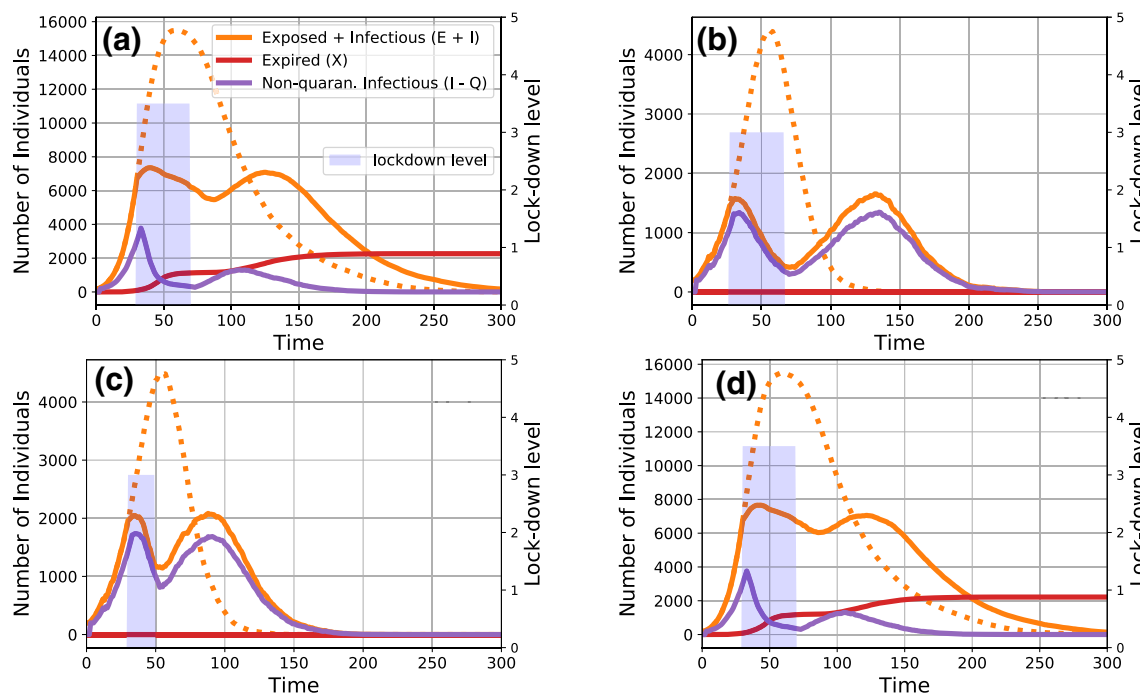 (a)
Exposed + Infectious (E + I)
Expired (X)
Non-quaran. Infectious (I - Q)
lockdown level
Number of Individuals
16000
14000
12000
10000
8000
6000
4000
2000
0
0 50 100 150 200 250 300
Time
5
4
3
2
1
0
Lock-down level
(b)
Number of Individuals
4000
3000
2000
1000
0
0 50 100 150 200 250 300
Time
5
4
3
2
1
0
Lock-down level
(c)
Number of Individuals
4000
3000
2000
1000
0
0 50 100 150 200 250 300
Time
5
4
3
2
1
0
Lock-down level
(d)
Number of Individuals
16000
14000
12000
10000
8000
6000
4000
2000
0
0 50 100 150 200 250 300
Time
5
4
3
2
1
0
Lock-down level